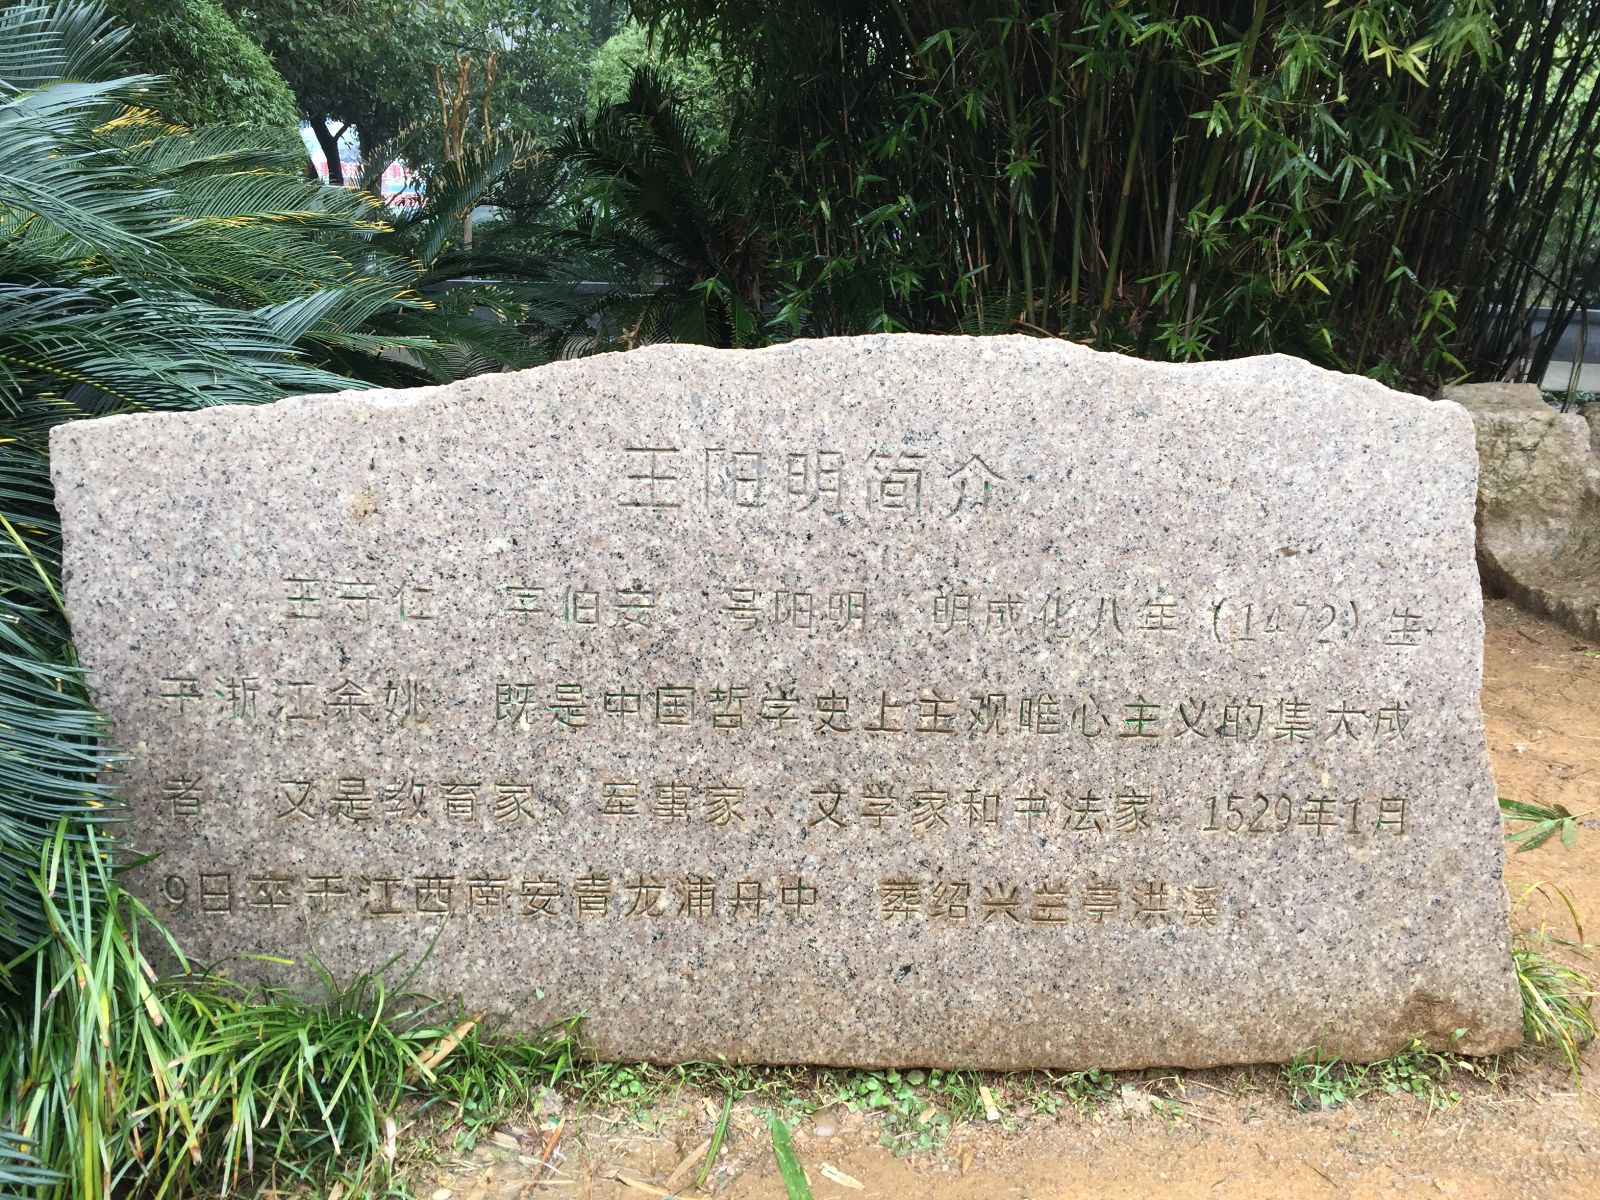 王阳明简介
王守仁 字伯安 号阳明 明成化八年(1472)生
于浙江余姚 既是中国哲学史上主观唯心主义的集大成
者 又是教育家、军事家、文学家和书法家。1529年1月
9日卒于江西南安青龙浦丹中 葬绍兴兰亭洪溪。